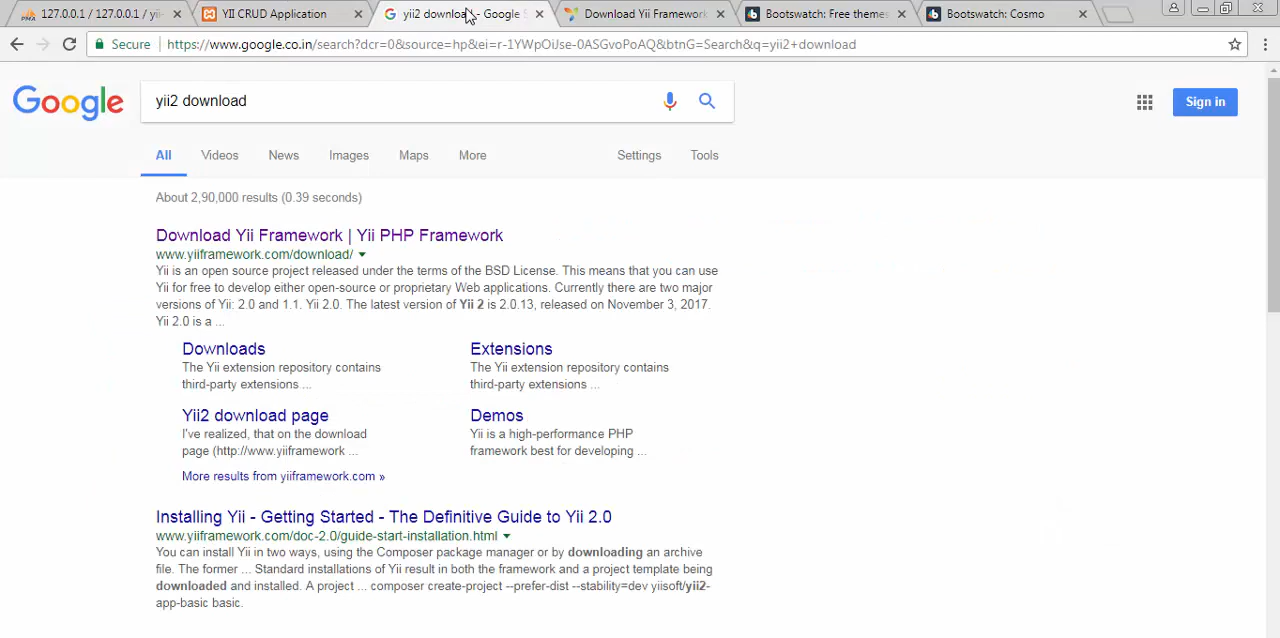 127.0.0.1 / 127.0.0.1 / yii-
YII CRUD Application
yii2 download - Google S
Download Yii Framework
Bootswatch: Free themes
Bootswatch: Cosmo
Secure
https://www.google.co.in/search?dcr=0&source=hp&ei=r-1YWpOiJse-0ASGvoPoAQ&btnG=Search&q=yii2+download
Google
yii2 download
Sign in
All
Videos
News
Images
Maps
More
Settings
Tools
About 2,90,000 results (0.39 seconds)
Download Yii Framework | Yii PHP Framework
www.yiiframework.com/download/
Yii is an open source project released under the terms of the BSD License. This means that you can use
Yii for free to develop either open-source or proprietary Web applications. Currently there are two major
versions of Yii: 2.0 and 1.1. Yii 2.0. The latest version of Yii 2 is 2.0.13, released on November 3, 2017.
Yii 2.0 is a ...
Downloads
The Yii extension repository contains
third-party extensions ...
Extensions
The Yii extension repository contains
third-party extensions ...
Yii2 download page
I've realized, that on the download
page (http://www.yiiframework ...
Demos
Yii is a high-performance PHP
framework best for developing ...
More results from yiiframework.com »
Installing Yii - Getting Started - The Definitive Guide to Yii 2.0
www.yiiframework.com/doc-2.0/guide-start-installation.html
You can install Yii in two ways, using the Composer package manager or by downloading an archive
file. The former ... Standard installations of Yii result in both the framework and a project template being
downloaded and installed. A project ... composer create-project --prefer-dist --stability=dev yiisoft/yii2-
app-basic basic.